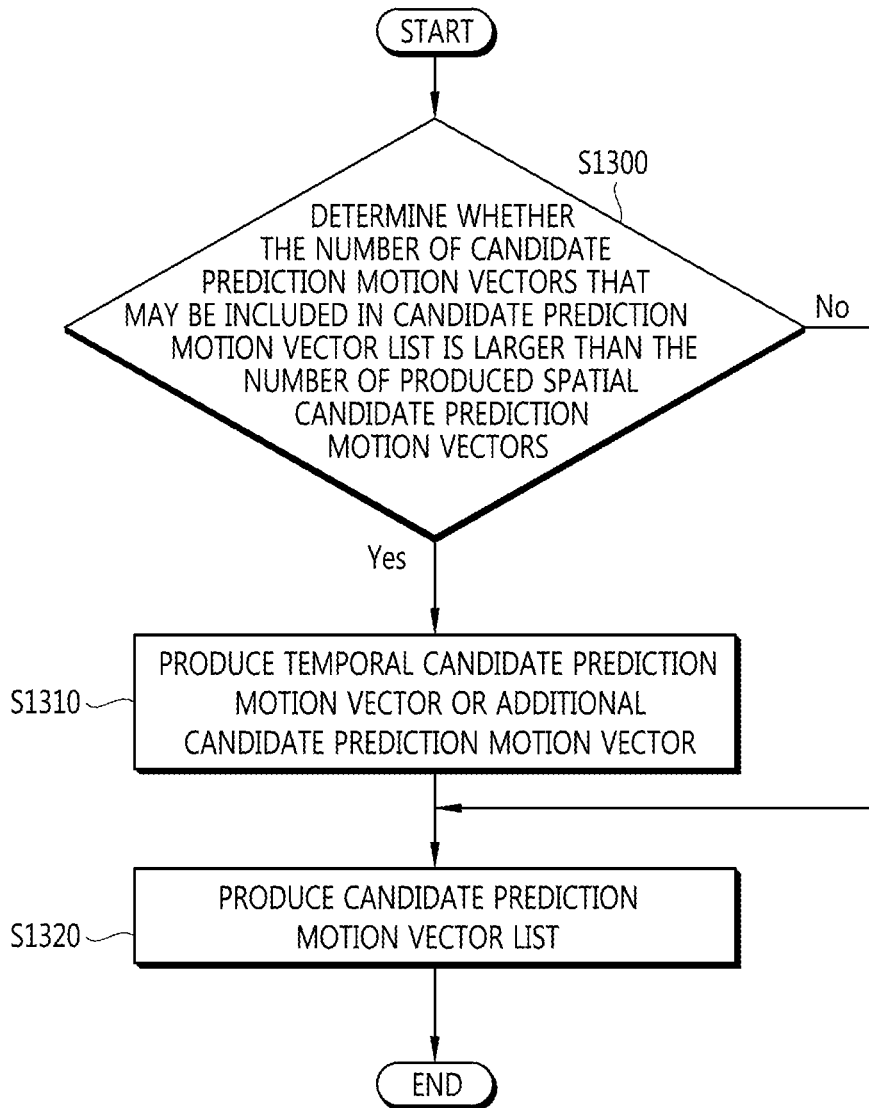 START
S1300
DETERMINE WHETHER
THE NUMBER OF CANDIDATE
PREDICTION MOTION VECTORS THAT
MAY BE INCLUDED IN CANDIDATE PREDICTION
MOTION VECTOR LIST IS LARGER THAN THE
NUMBER OF PRODUCED SPATIAL
CANDIDATE PREDICTION
MOTION VECTORS
No
Yes
S1310
PRODUCE TEMPORAL CANDIDATE PREDICTION
MOTION VECTOR OR ADDITIONAL
CANDIDATE PREDICTION MOTION VECTOR
S1320
PRODUCE CANDIDATE PREDICTION
MOTION VECTOR LIST
END